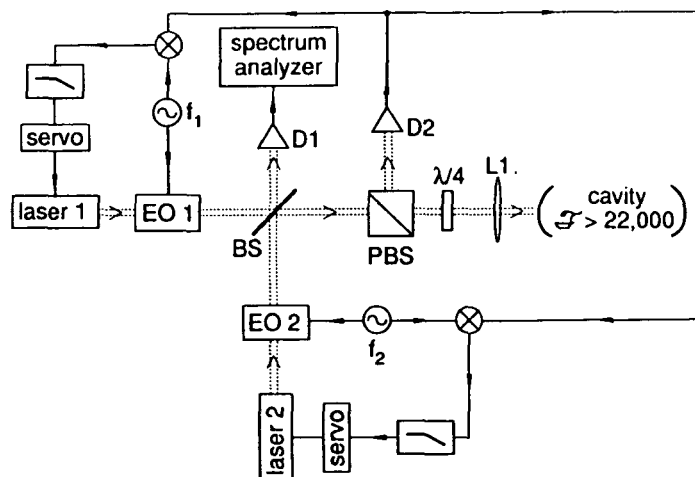 spectrum
analyzer
f1
servo
D1
D2
laser 1
EO 1
BS
PBS
λ/4
L1.
cavity
ℱ > 22,000
EO 2
f2
laser 2
servo